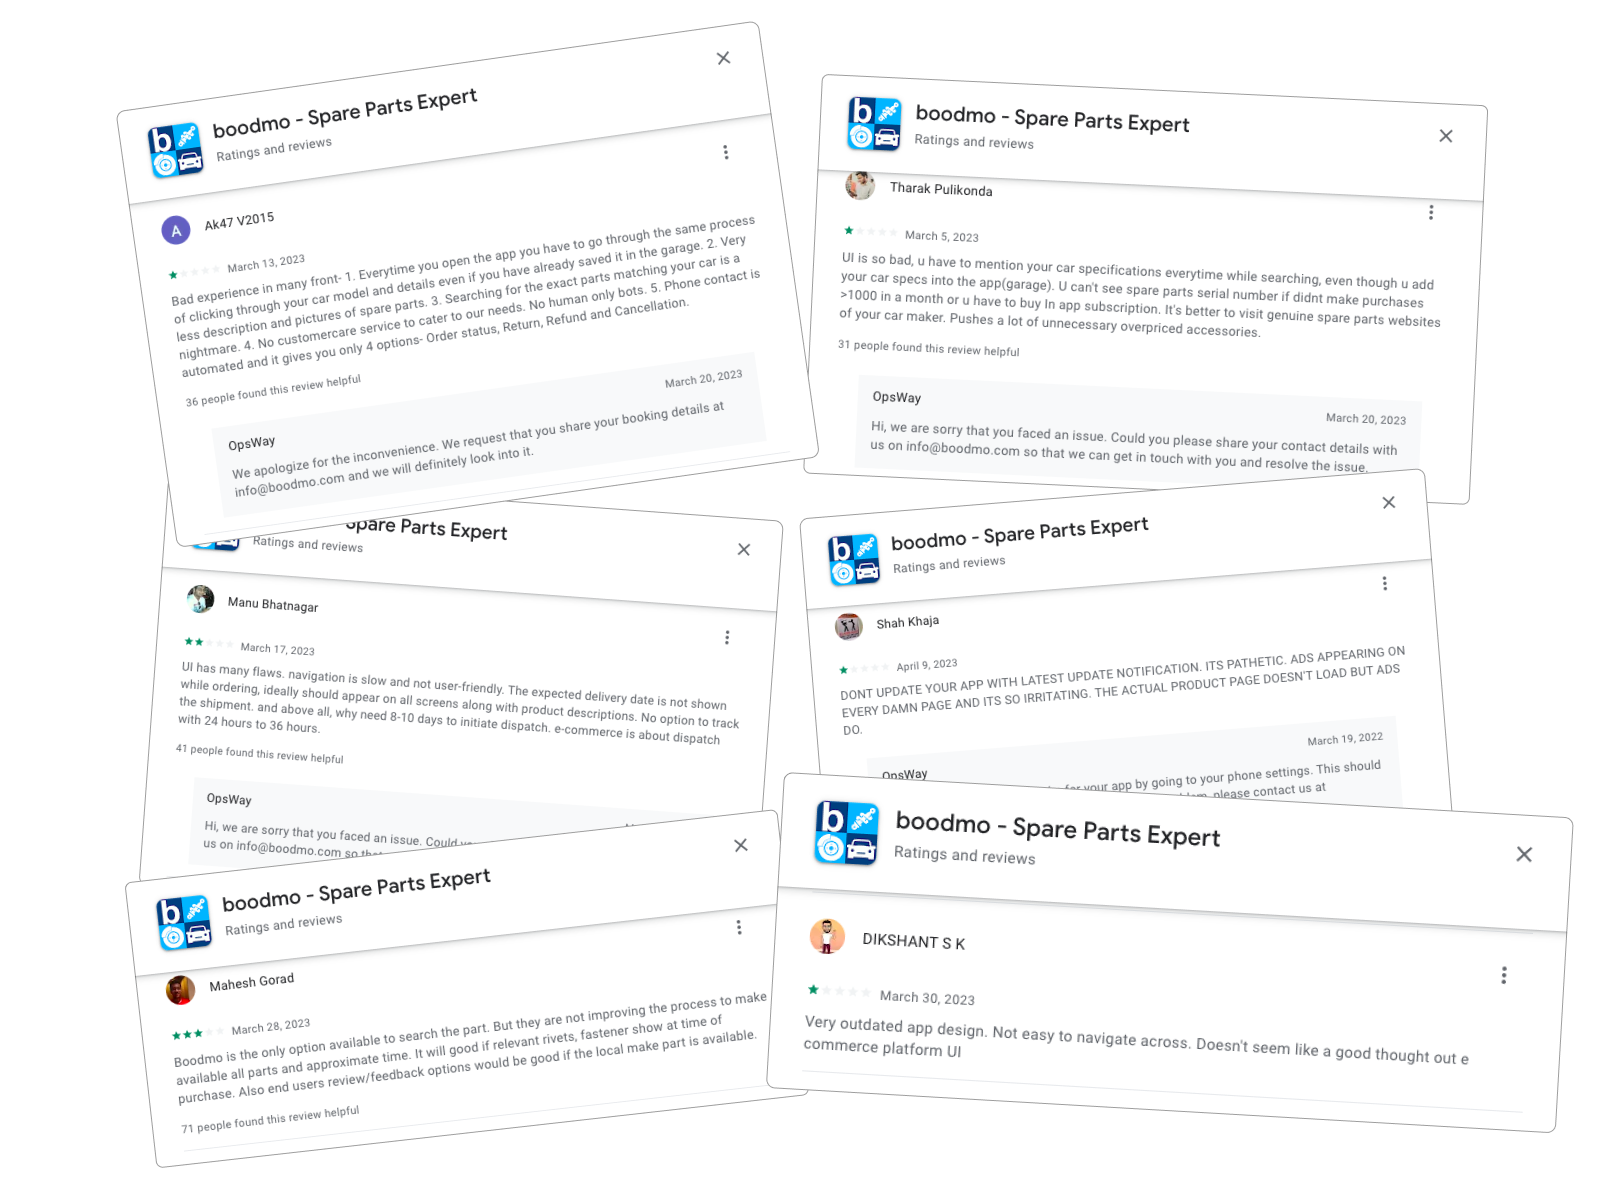 boodmo - Spare Parts Expert
Ratings and reviews
A
Ak47 V2015
March 13, 2023
Bad experience in many front- 1. Everytime you open the app you have to go through the same process
of clicking through your car model and details even if you have already saved it in the garage. 2. Very
less description and pictures of spare parts. 3. Searching for the exact parts matching your car is a
nightmare. 4. No customercare service to cater to our needs. No human only bots. 5. Phone contact is
automated and it gives you only 4 options- Order status, Return, Refund and Cancellation.
36 people found this review helpful
OpsWay
March 20, 2023
We apologize for the inconvenience. We request that you share your booking details at
info@boodmo.com and we will definitely look into it.
b
boodmo - Spare Parts Expert
Ratings and reviews
Tharak Pulikonda
March 5, 2023
UI is so bad, u have to mention your car specifications everytime while searching, even though u add
your car specs into the app(garage). U can't see spare parts serial number if didnt make purchases
>1000 in a month or u have to buy In app subscription. It's better to visit genuine spare parts websites
of your car maker. Pushes a lot of unnecessary overpriced accessories.
31 people found this review helpful
OpsWay
March 20, 2023
Hi, we are sorry that you faced an issue. Could you please share your contact details with
us on info@boodmo.com so that we can get in touch with you and resolve the issue.
b
Spare Parts Expert
Ratings and reviews
Manu Bhatnagar
March 17, 2023
UI has many flaws. navigation is slow and not user-friendly. The expected delivery date is not shown
while ordering, ideally should appear on all screens along with product descriptions. No option to track
the shipment. and above all, why need 8-10 days to initiate dispatch. e-commerce is about dispatch
with 24 hours to 36 hours.
41 people found this review helpful
OpsWay
Hi, we are sorry that you faced an issue. Could
us on info@boodmo.com so
boodmo - Spare Parts Expert
Ratings and reviews
b
Shah Khaja
April 9, 2023
DONT UPDATE YOUR APP WITH LATEST UPDATE NOTIFICATION. ITS PATHETIC. ADS APPEARING ON
EVERY DAMN PAGE AND ITS SO IRRITATING. THE ACTUAL PRODUCT PAGE DOESN'T LOAD BUT ADS
DO.
March 19, 2022
OpsWay
for your app by going to your phone settings. This should
please contact us at
boodmo - Spare Parts Expert
Ratings and reviews
b
Mahesh Gorad
March 28, 2023
Boodmo is the only option available to search the part. But they are not improving the process to make
available all parts and approximate time. It will good if relevant rivets, fastener show at time of
purchase. Also end users review/feedback options would be good if the local make part is available.
71 people found this review helpful
boodmo - Spare Parts Expert
Ratings and reviews
b
DIKSHANT S K
March 30, 2023
Very outdated app design. Not easy to navigate across. Doesn't seem like a good thought out e
commerce platform UI
b